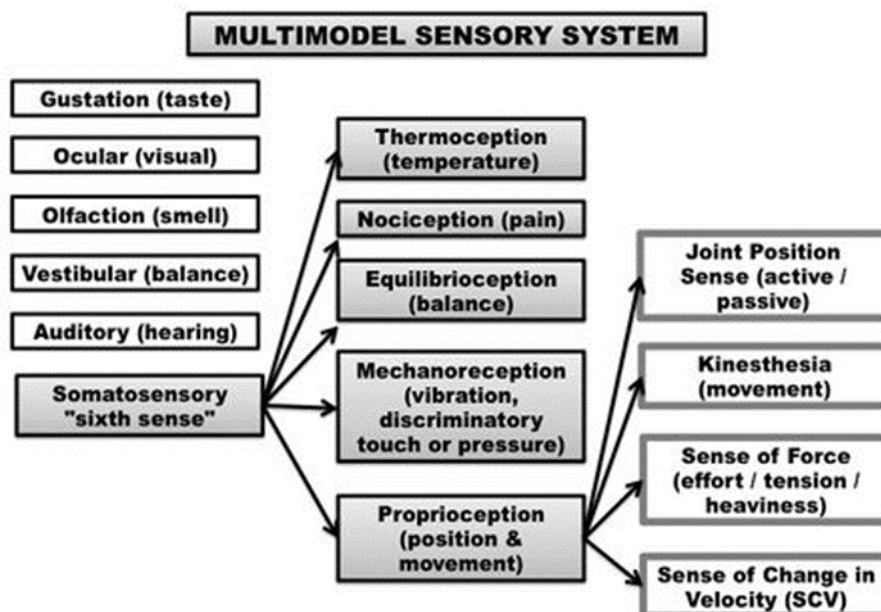 MULTIMODEL SENSORY SYSTEM
Gustation (taste)
Ocular (visual)
Olfaction (smell)
Vestibular (balance)
Auditory (hearing)
Somatosensory
"sixth sense"
Thermoception
(temperature)
Nociception (pain)
Equilibrioception
(balance)
Mechanoreception
(vibration,
discriminatory
touch or pressure)
Proprioception
(position &
movement)
Joint Position
Sense (active /
passive)
Kinesthesia
(movement)
Sense of Force
(effort / tension /
heaviness)
Sense of Change in
Velocity (SCV)